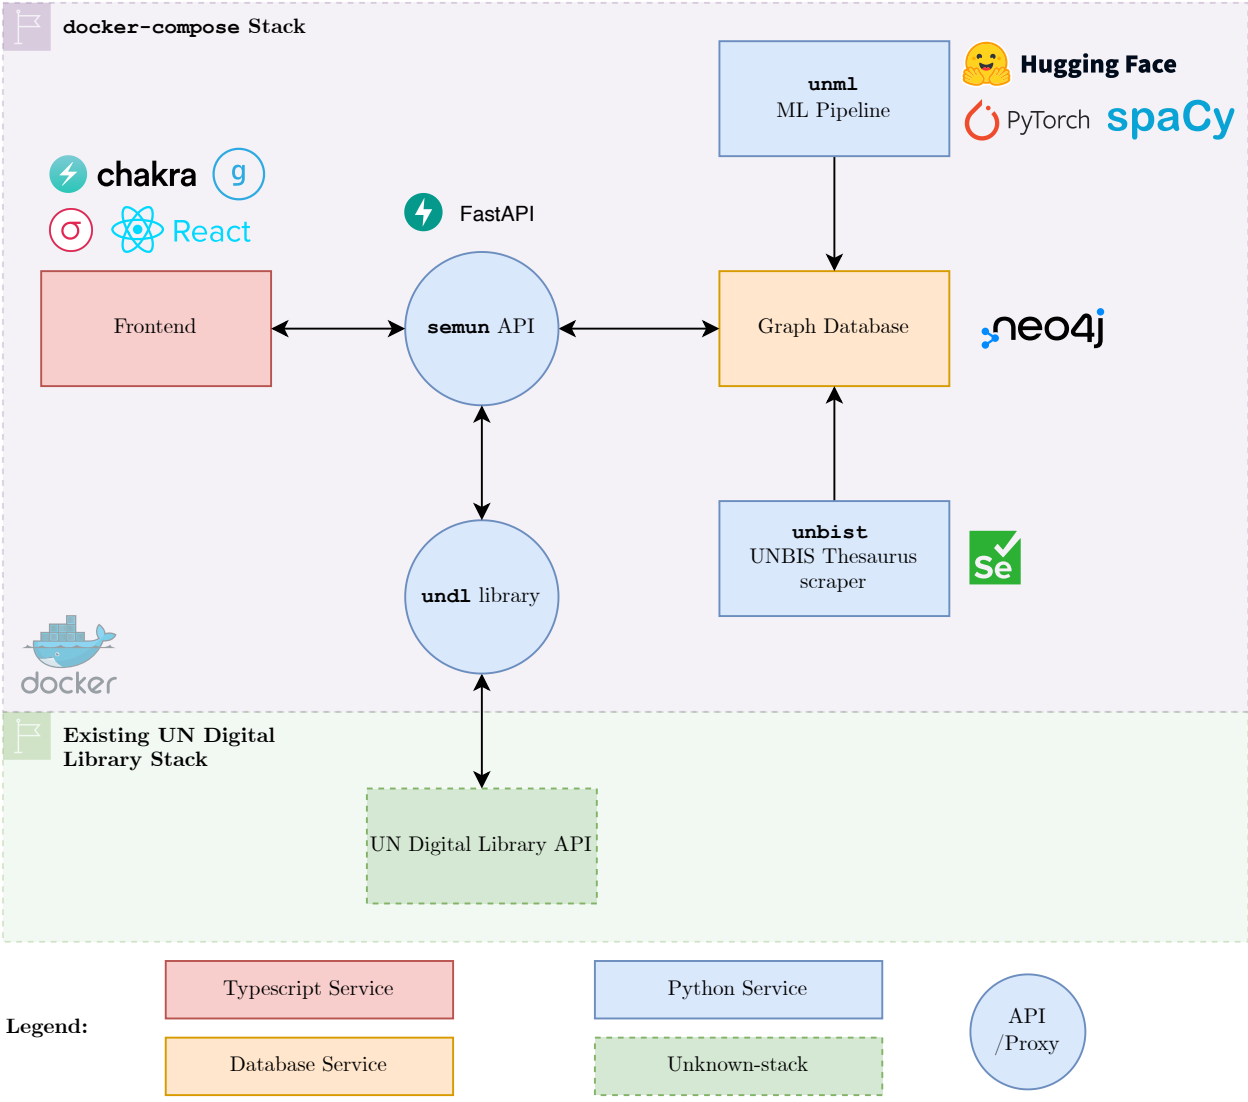 docker-compose Stack
unml
ML Pipeline
Hugging Face
PyTorch
spaCy
chakra
g
σ
React
FastAPI
Frontend
semun API
Graph Database
neo4j
unbist
UNBIS Thesaurus
scraper
Se
undl library
docker
Existing UN Digital
Library Stack
UN Digital Library API
Legend:
Typescript Service
Python Service
API
/Proxy
Database Service
Unknown-stack